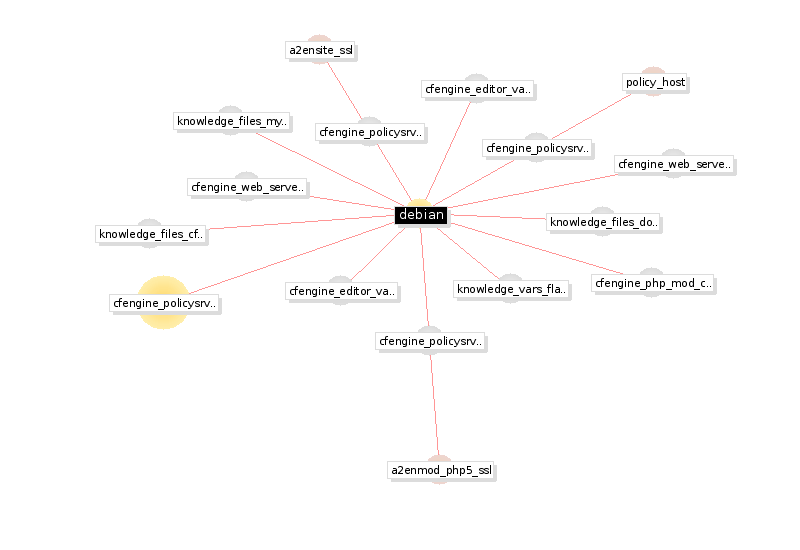 a2ensite_ssl
policy_host
cfengine_editor_va..
knowledge_files_my..
cfengine_policysrv..
cfengine_policysrv..
cfengine_web_serve..
cfengine_web_serve..
debian
knowledge_files_do..
knowledge_files_cf..
cfengine_php_mod_c..
cfengine_editor_va..
knowledge_vars_fla..
cfengine_policysrv..
cfengine_policysrv..
a2enmod_php5_ssl